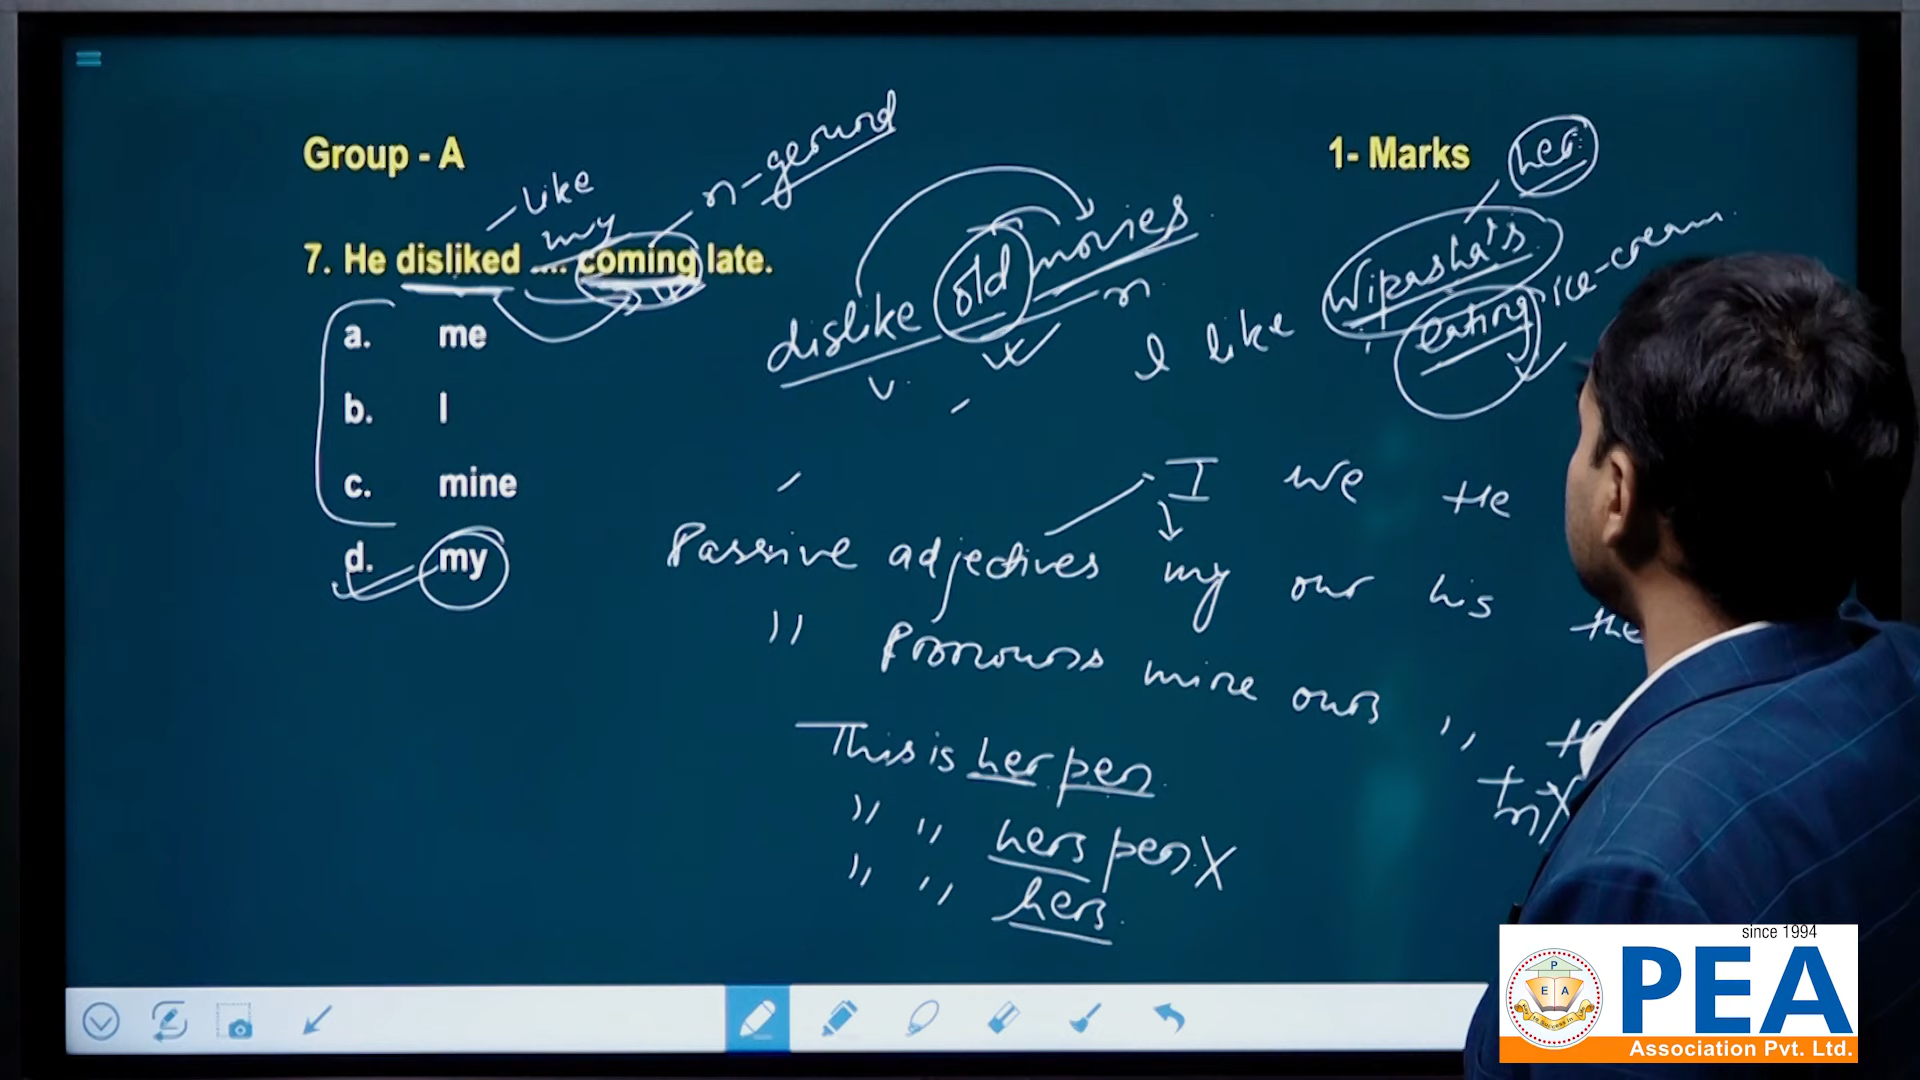 Group - A
1- Marks
her
n-gerund
like
my
7. He disliked .... coming late.
dislike old movies
n
v.
I like Wipasha's eating ice-cream.
a. me
b. I
c. mine
d. my
I We He
Passive adjectives my our his the
" Pronouns mine ours "
This is her pen
" " hers pen X
" " hers.
since 1994
P
E A
PEA
Association Pvt. Ltd.